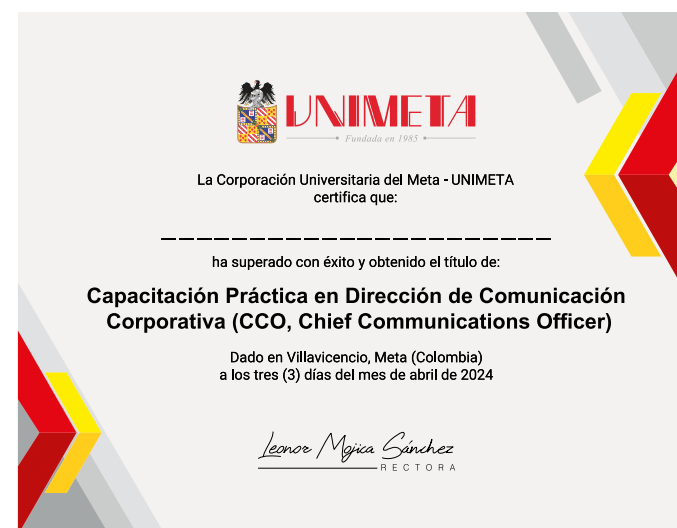 UNIMETA
Fundada en 1985
La Corporación Universitaria del Meta - UNIMETA
certifica que:
ha superado con éxito y obtenido el título de:
Capacitación Práctica en Dirección de Comunicación
Corporativa (CCO, Chief Communications Officer)
Dado en Villavicencio, Meta (Colombia)
a los tres (3) días del mes de abril de 2024
Leonor Mojica Sánchez
RECTORA